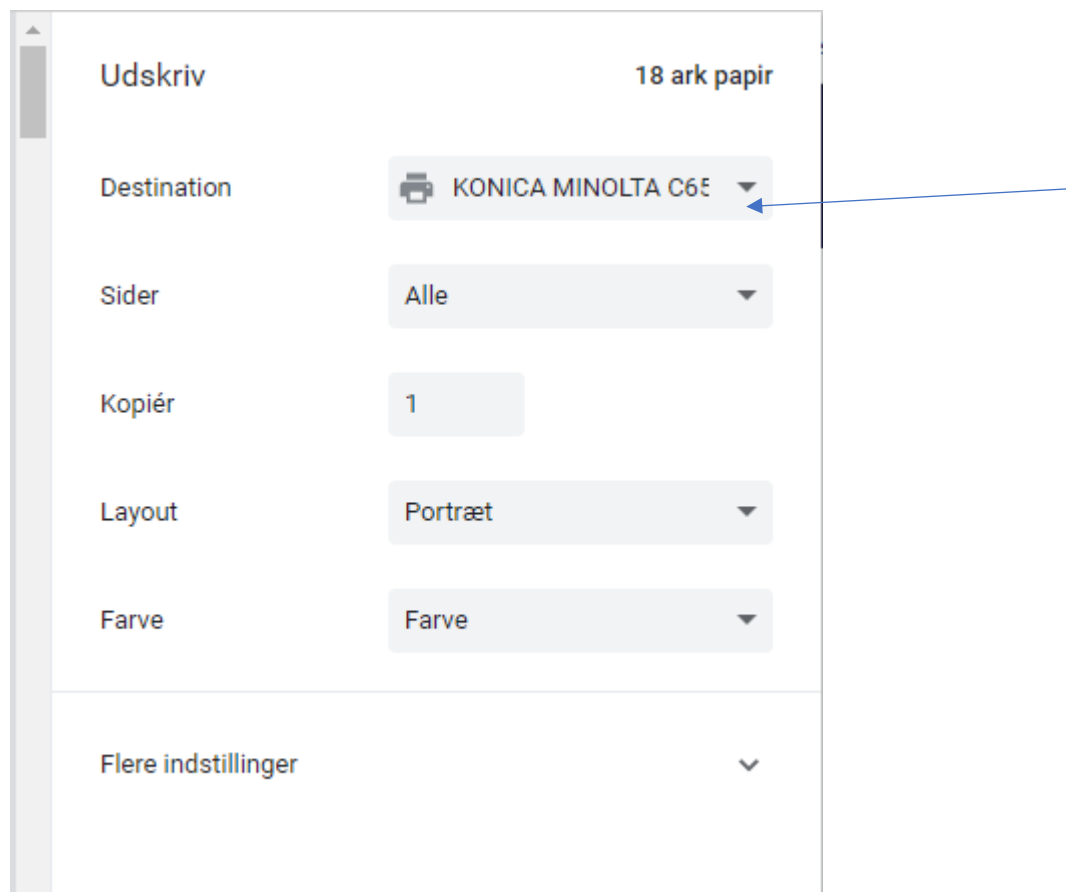 Udskriv 18 ark papir
Destination KONICA MINOLTA C65
Sider Alle
Kopiér 1
Layout Portræt
Farve Farve
Flere indstillinger